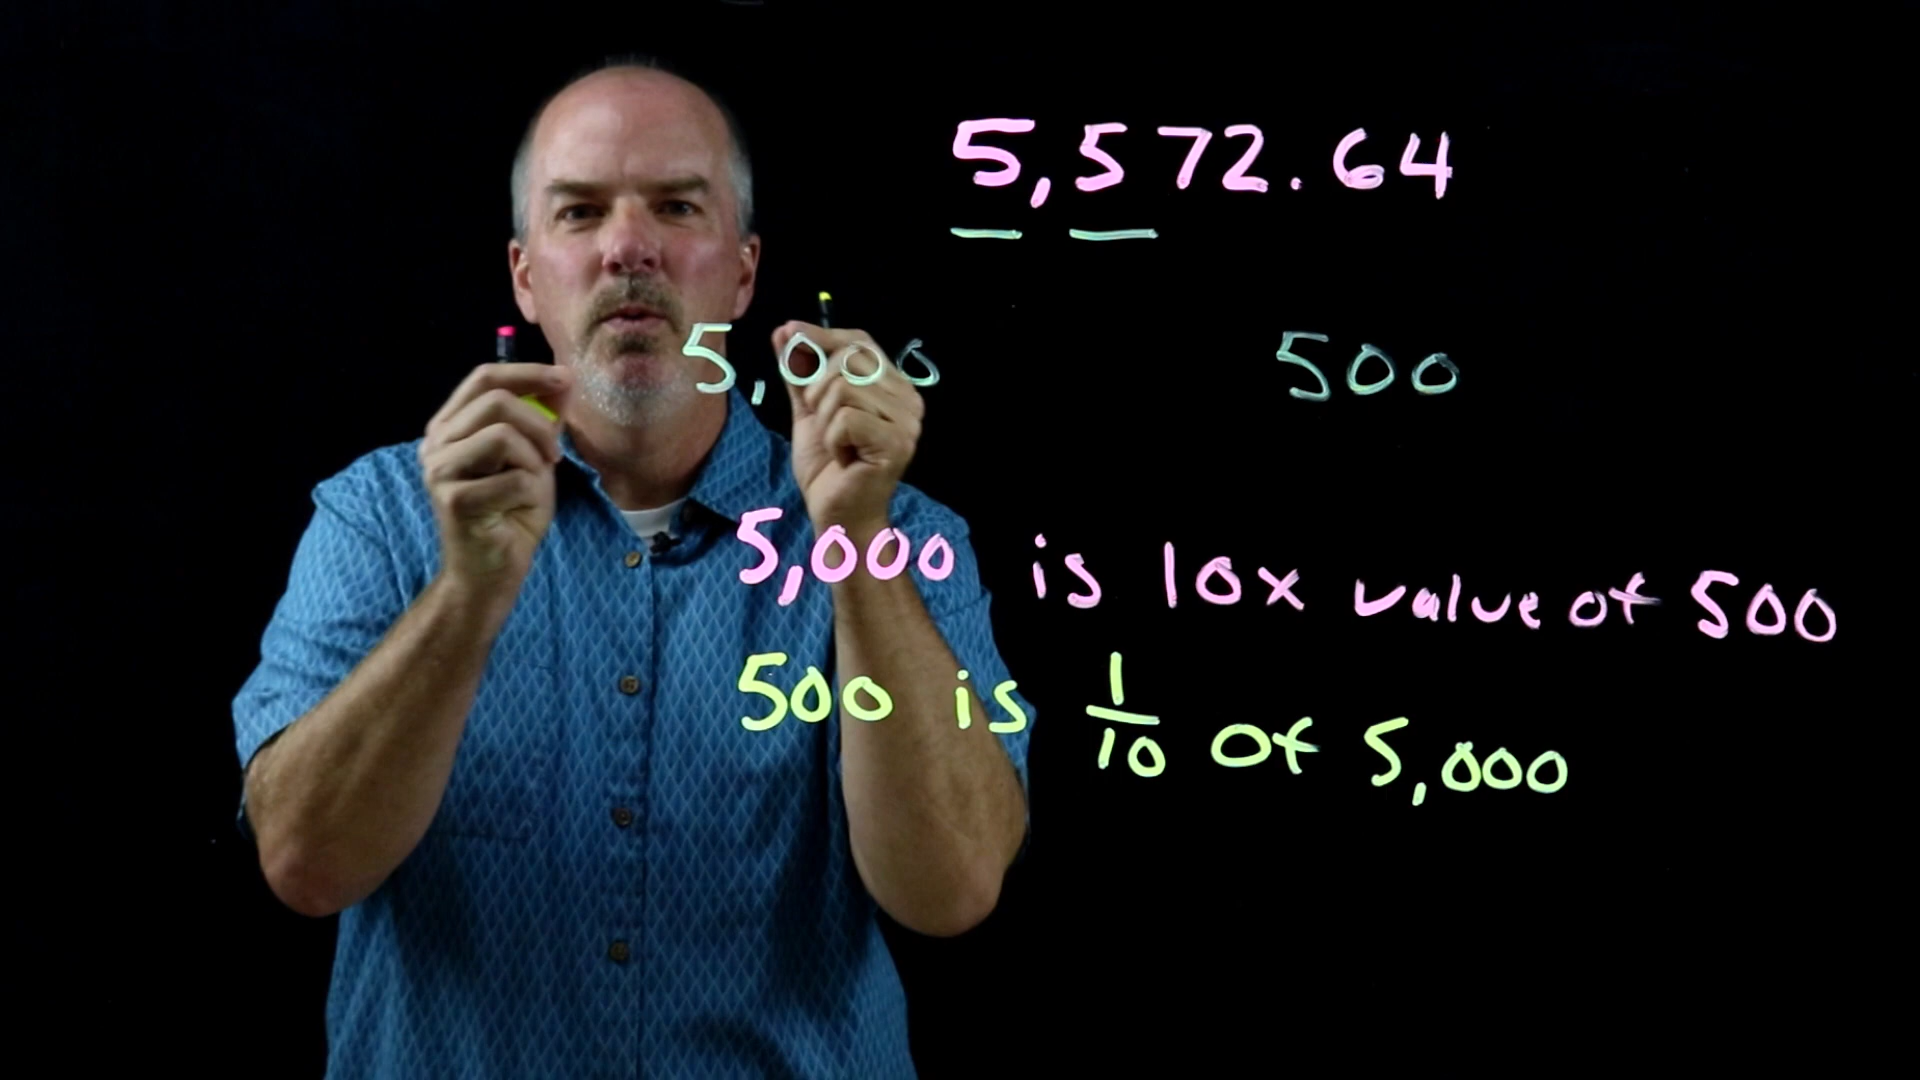 5,572.64
5,000 500
5,000 is 10x value of 500
500 is 1/10 of 5,000